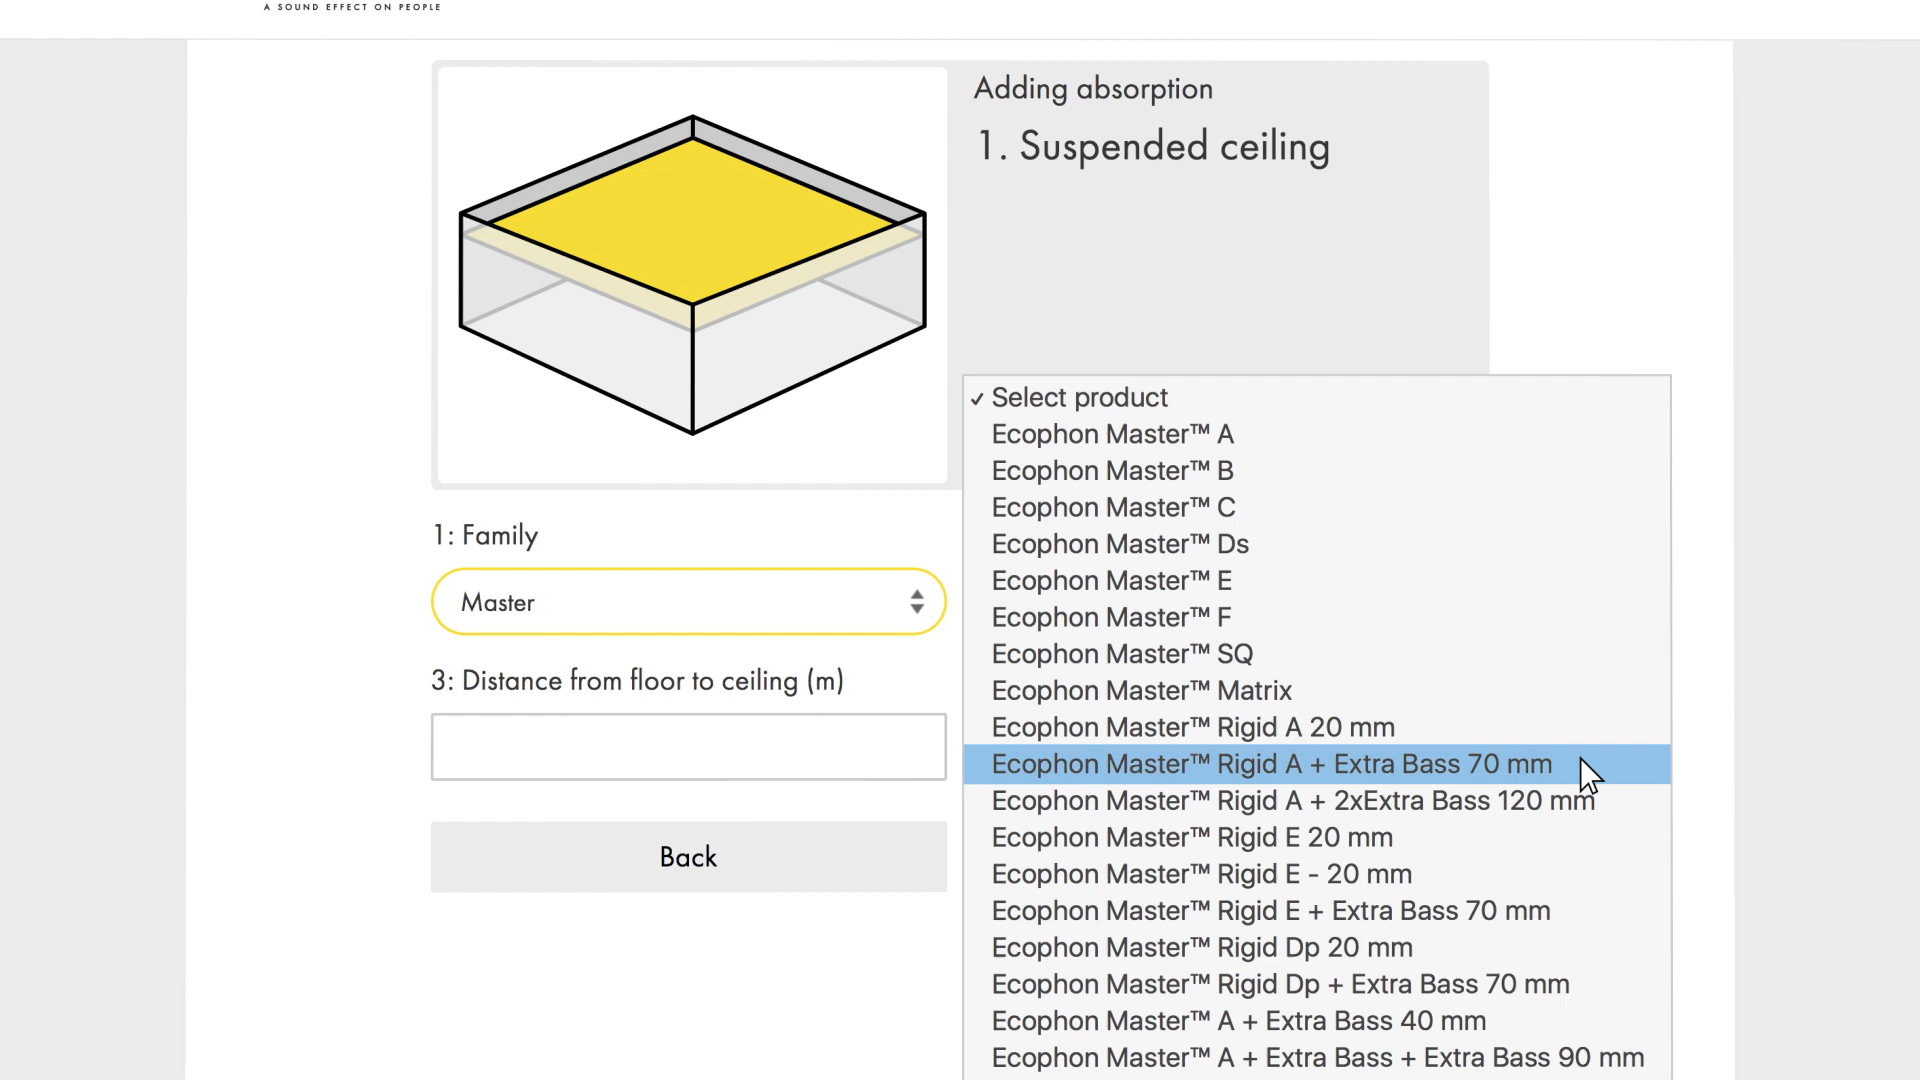 A SOUND EFFECT ON PEOPLE
Adding absorption
1. Suspended ceiling
1: Family
Master
3: Distance from floor to ceiling (m)
Back
✓ Select product
Ecophon Master™ A
Ecophon Master™ B
Ecophon Master™ C
Ecophon Master™ Ds
Ecophon Master™ E
Ecophon Master™ F
Ecophon Master™ SQ
Ecophon Master™ Matrix
Ecophon Master™ Rigid A 20 mm
Ecophon Master™ Rigid A + Extra Bass 70 mm
Ecophon Master™ Rigid A + 2xExtra Bass 120 mm
Ecophon Master™ Rigid E 20 mm
Ecophon Master™ Rigid E - 20 mm
Ecophon Master™ Rigid E + Extra Bass 70 mm
Ecophon Master™ Rigid Dp 20 mm
Ecophon Master™ Rigid Dp + Extra Bass 70 mm
Ecophon Master™ A + Extra Bass 40 mm
Ecophon Master™ A + Extra Bass + Extra Bass 90 mm